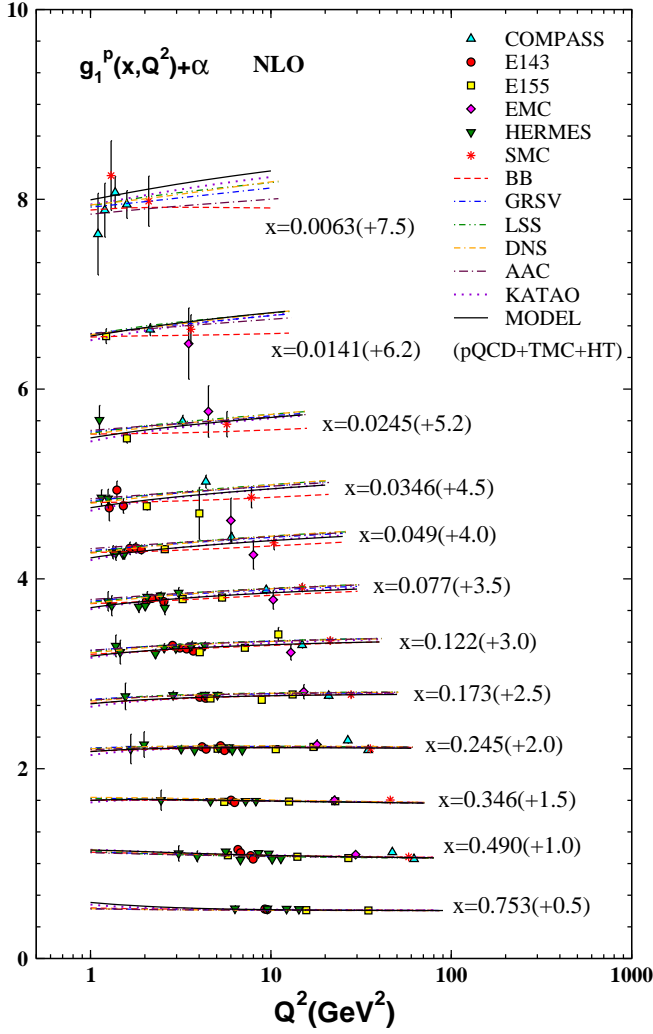 10
8
6
4
2
0
g₁ᵖ(x,Q²)+α NLO
COMPASS
E143
E155
EMC
HERMES
SMC
BB
GRSV
LSS
DNS
AAC
KATAO
MODEL
(pQCD+TMC+HT)
x=0.0063(+7.5)
x=0.0141(+6.2)
x=0.0245(+5.2)
x=0.0346(+4.5)
x=0.049(+4.0)
x=0.077(+3.5)
x=0.122(+3.0)
x=0.173(+2.5)
x=0.245(+2.0)
x=0.346(+1.5)
x=0.490(+1.0)
x=0.753(+0.5)
1 10 100 1000
Q²(GeV²)